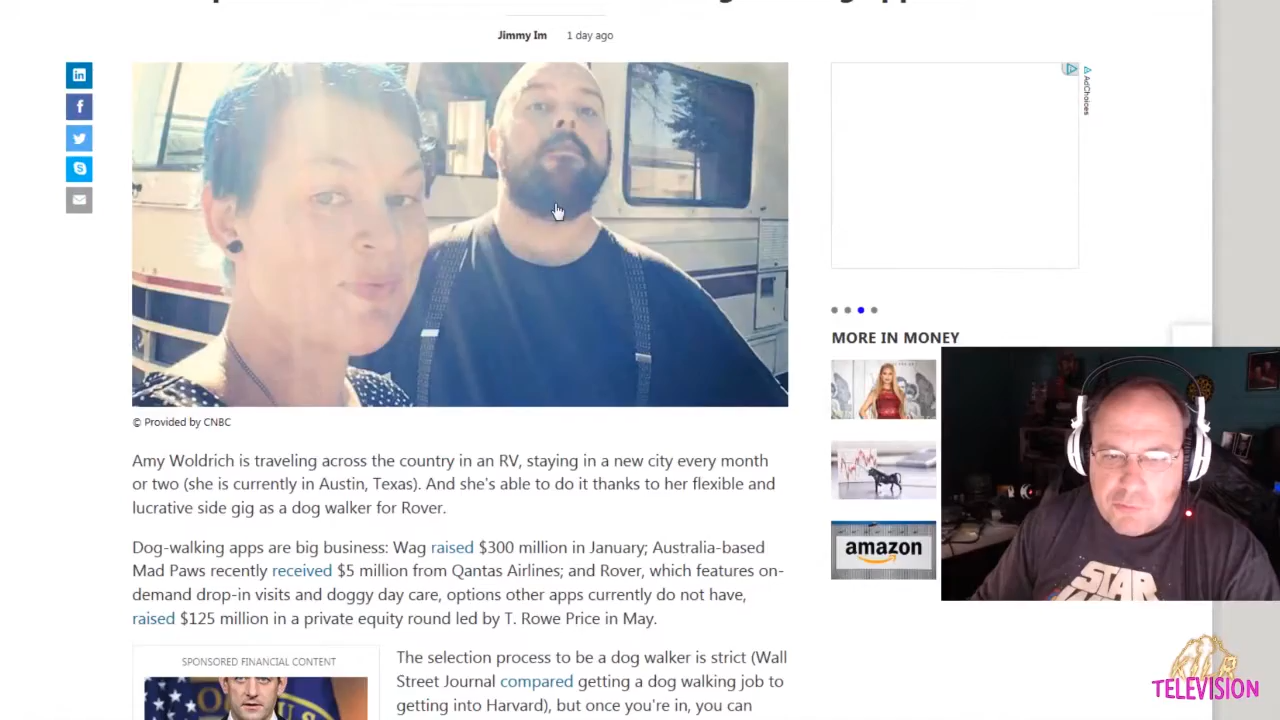 Jimmy Im 1 day ago
AdChoices
© Provided by CNBC
Amy Woldrich is traveling across the country in an RV, staying in a new city every month
or two (she is currently in Austin, Texas). And she's able to do it thanks to her flexible and
lucrative side gig as a dog walker for Rover.
Dog-walking apps are big business: Wag raised $300 million in January; Australia-based
Mad Paws recently received $5 million from Qantas Airlines; and Rover, which features on-
demand drop-in visits and doggy day care, options other apps currently do not have,
raised $125 million in a private equity round led by T. Rowe Price in May.
SPONSORED FINANCIAL CONTENT
The selection process to be a dog walker is strict (Wall
Street Journal compared getting a dog walking job to
getting into Harvard), but once you're in, you can
MORE IN MONEY
amazon
STAR
TELEVISION